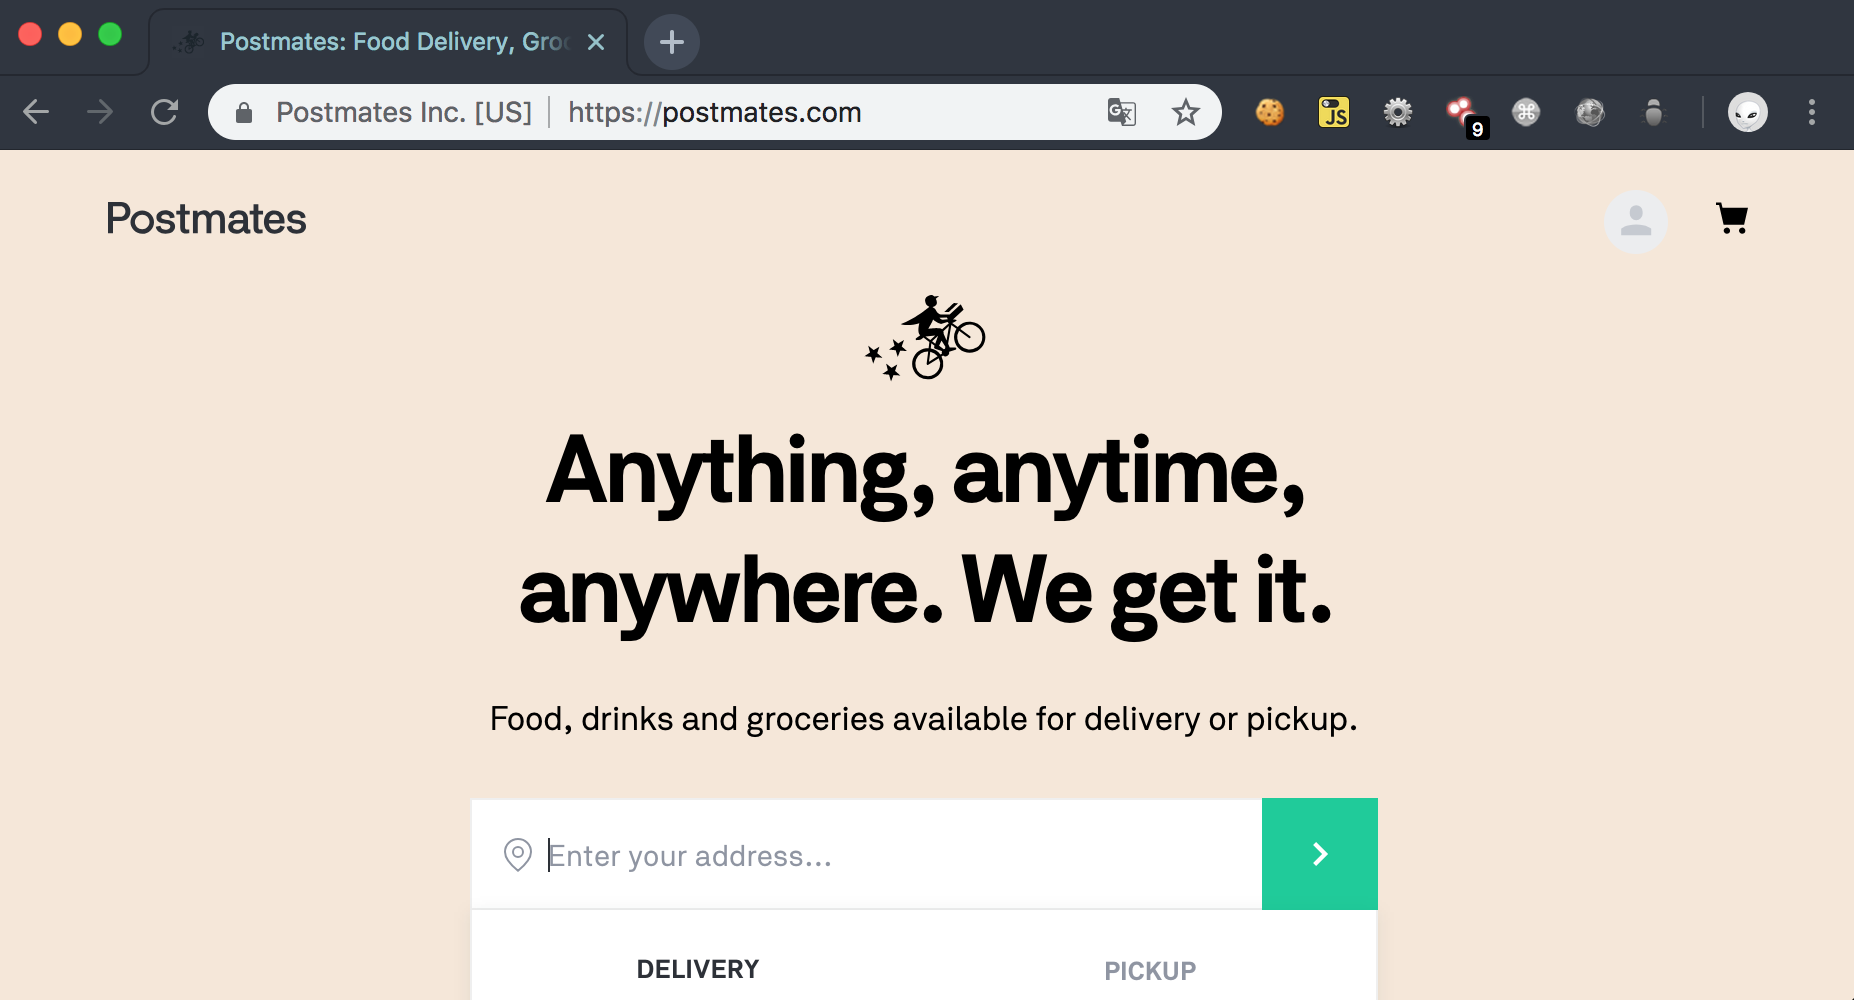 Postmates: Food Delivery, Groc
Postmates Inc. [US] https://postmates.com
JS
9
Postmates
Anything, anytime,
anywhere. We get it.
Food, drinks and groceries available for delivery or pickup.
Enter your address...
DELIVERY PICKUP